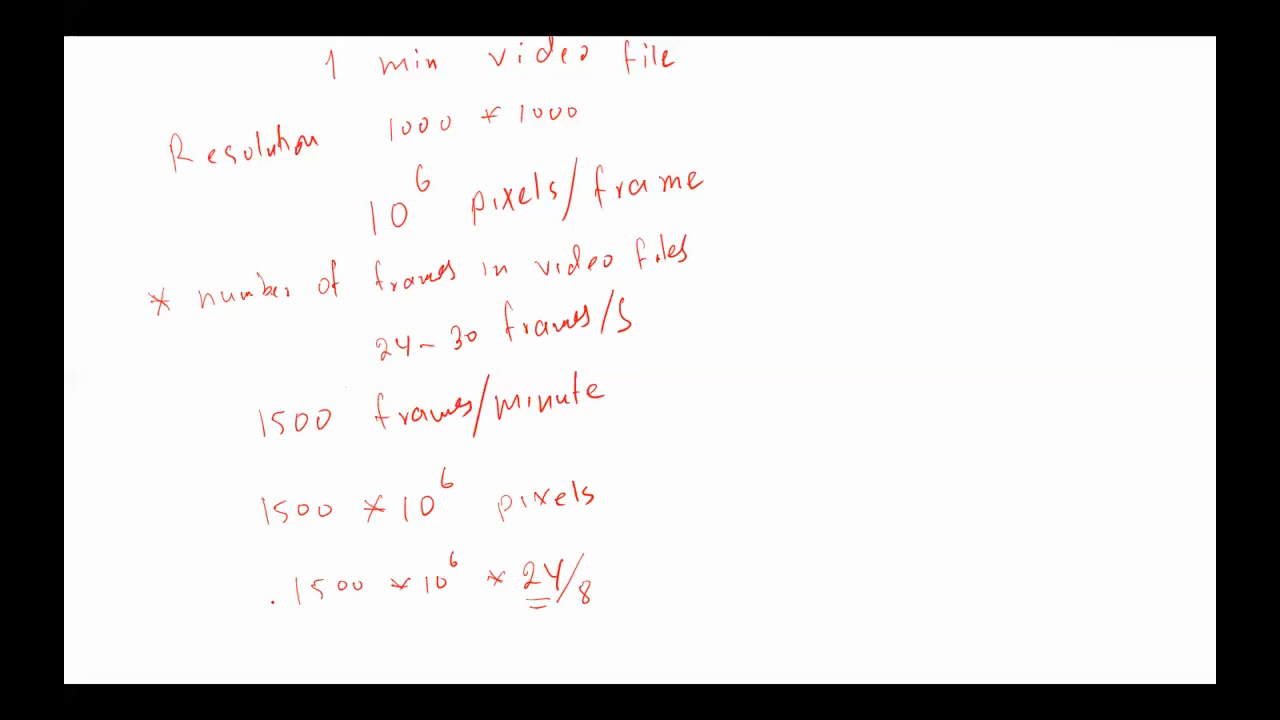 1 min video file
Resolution 1000 * 1000
10^6 pixels/frame
* number of frames in video files
24 - 30 frames/s
1500 frames/minute
1500 * 10^6 pixels
. 1500 * 10^6 * 24/8